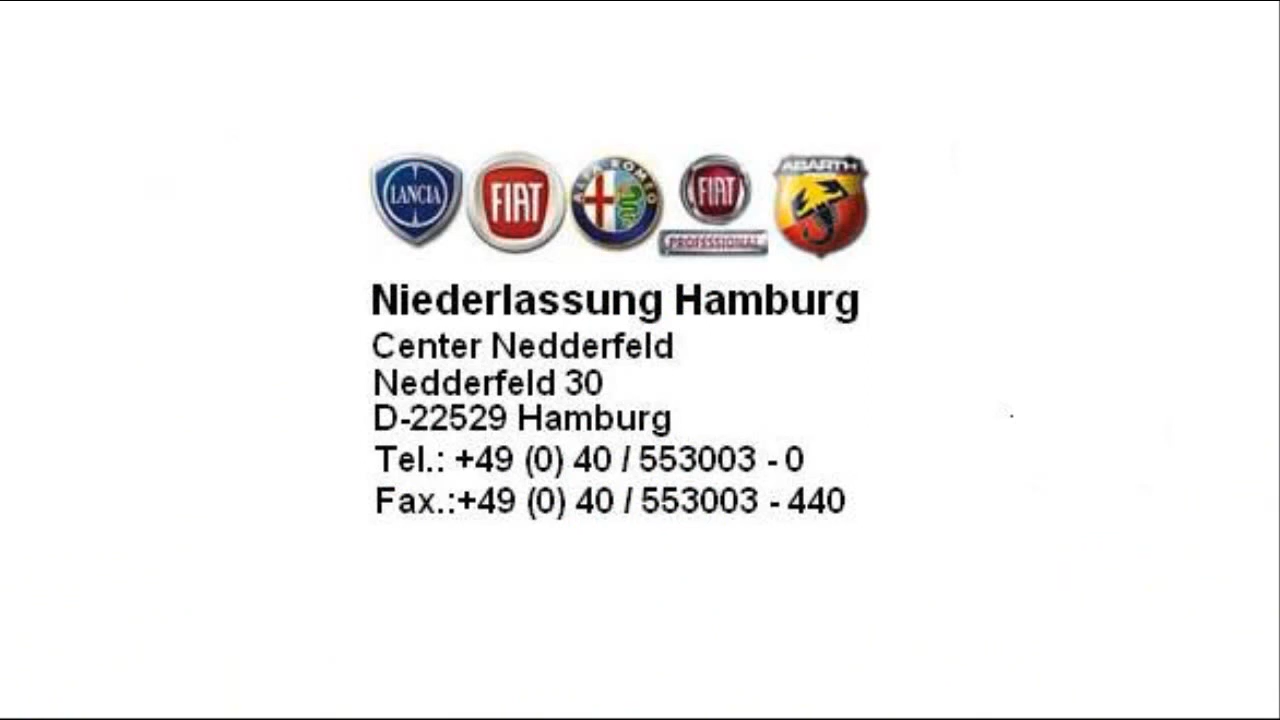 LANCIA FIAT ALFA ROMEO FIAT ABARTH
PROFESSIONAL
Niederlassung Hamburg
Center Nedderfeld
Nedderfeld 30
D-22529 Hamburg
Tel.: +49 (0) 40 / 553003 - 0
Fax.:+49 (0) 40 / 553003 - 440